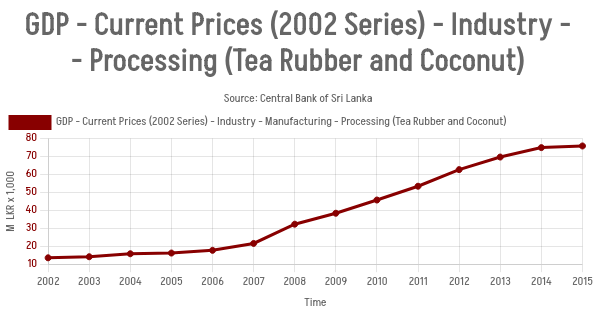 GDP - Current Prices (2002 Series) - Industry -
- Processing (Tea Rubber and Coconut)
Source: Central Bank of Sri Lanka
GDP - Current Prices (2002 Series) - Industry - Manufacturing - Processing (Tea Rubber and Coconut)
80
70
60
50
40
30
20
10
M LKR x 1,000
2002 2003 2004 2005 2006 2007 2008 2009 2010 2011 2012 2013 2014 2015
Time